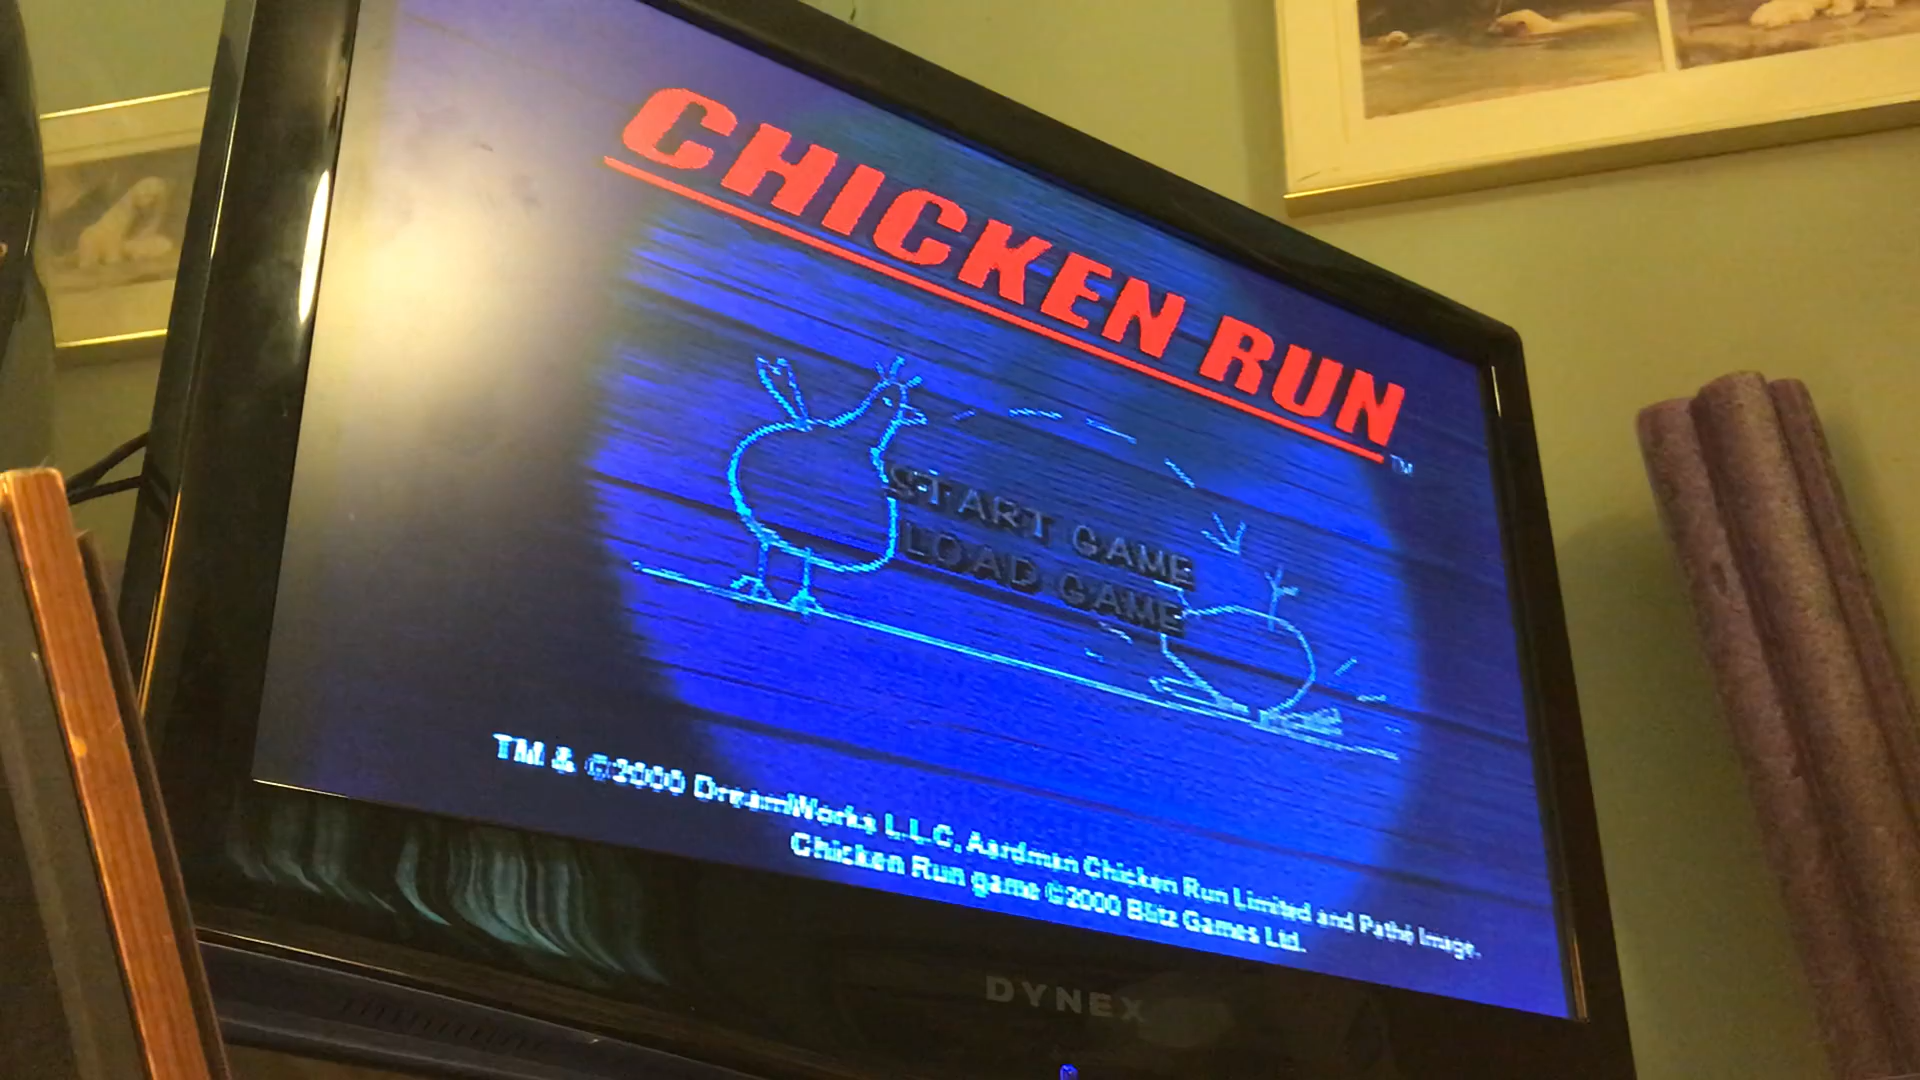 CHICKEN RUN
TM
START GAME
LOAD GAME
TM & ©2000 DreamWorks L.L.C, Aardman Chicken Run Limited and Pathé Image.
Chicken Run game ©2000 Blitz Games Ltd.
DYNEX